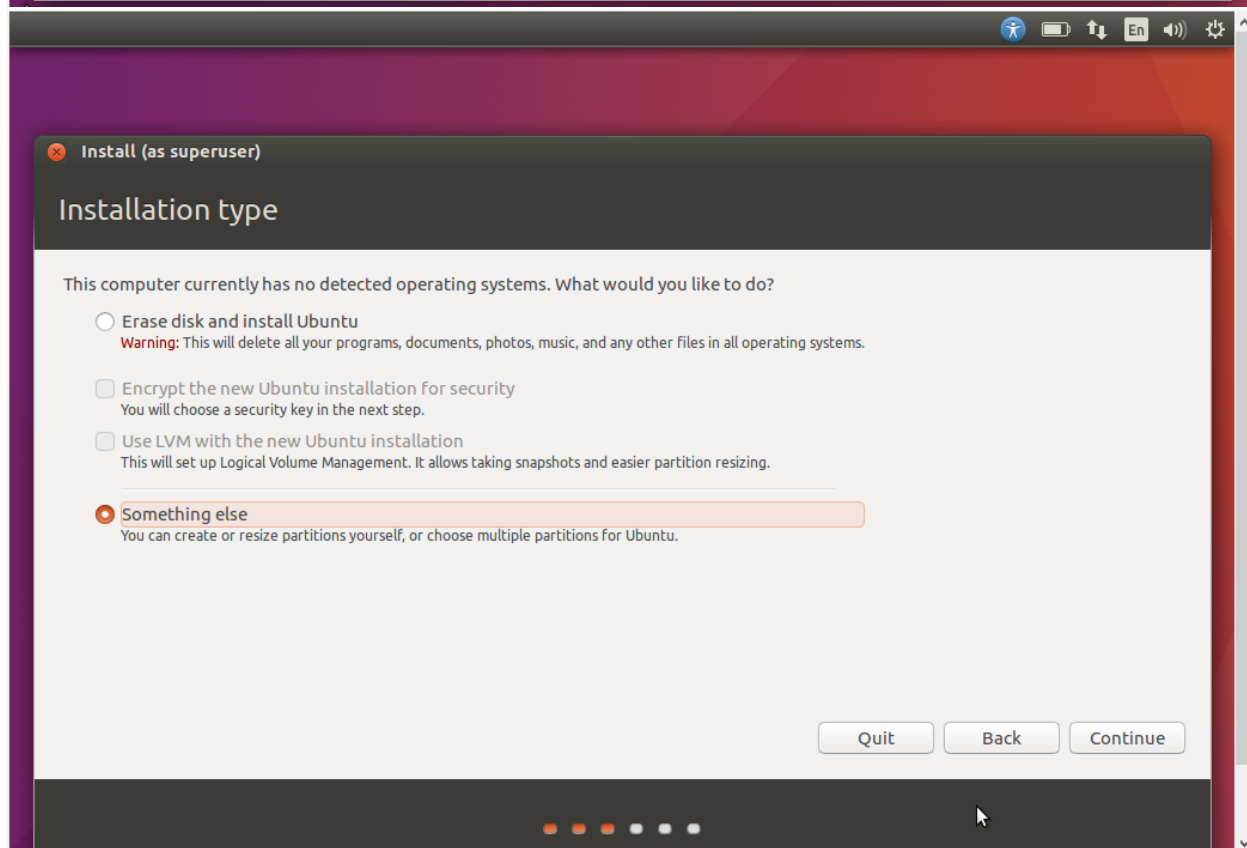 En
Install (as superuser)
Installation type
This computer currently has no detected operating systems. What would you like to do?
Erase disk and install Ubuntu
Warning: This will delete all your programs, documents, photos, music, and any other files in all operating systems.
Encrypt the new Ubuntu installation for security
You will choose a security key in the next step.
Use LVM with the new Ubuntu installation
This will set up Logical Volume Management. It allows taking snapshots and easier partition resizing.
Something else
You can create or resize partitions yourself, or choose multiple partitions for Ubuntu.
Quit Back Continue